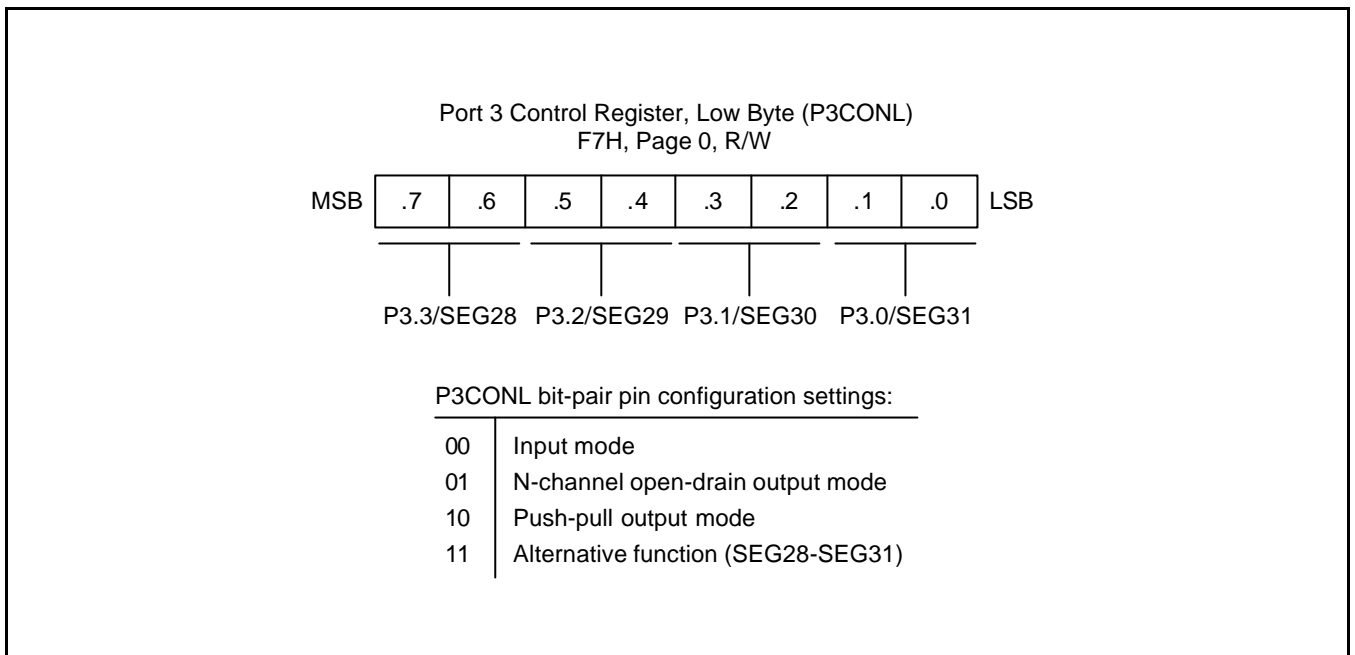 Port 3 Control Register, Low Byte (P3CONL)
F7H, Page 0, R/W
MSB .7 .6 .5 .4 .3 .2 .1 .0 LSB
P3.3/SEG28 P3.2/SEG29 P3.1/SEG30 P3.0/SEG31
P3CONL bit-pair pin configuration settings:
00 Input mode
01 N-channel open-drain output mode
10 Push-pull output mode
11 Alternative function (SEG28-SEG31)